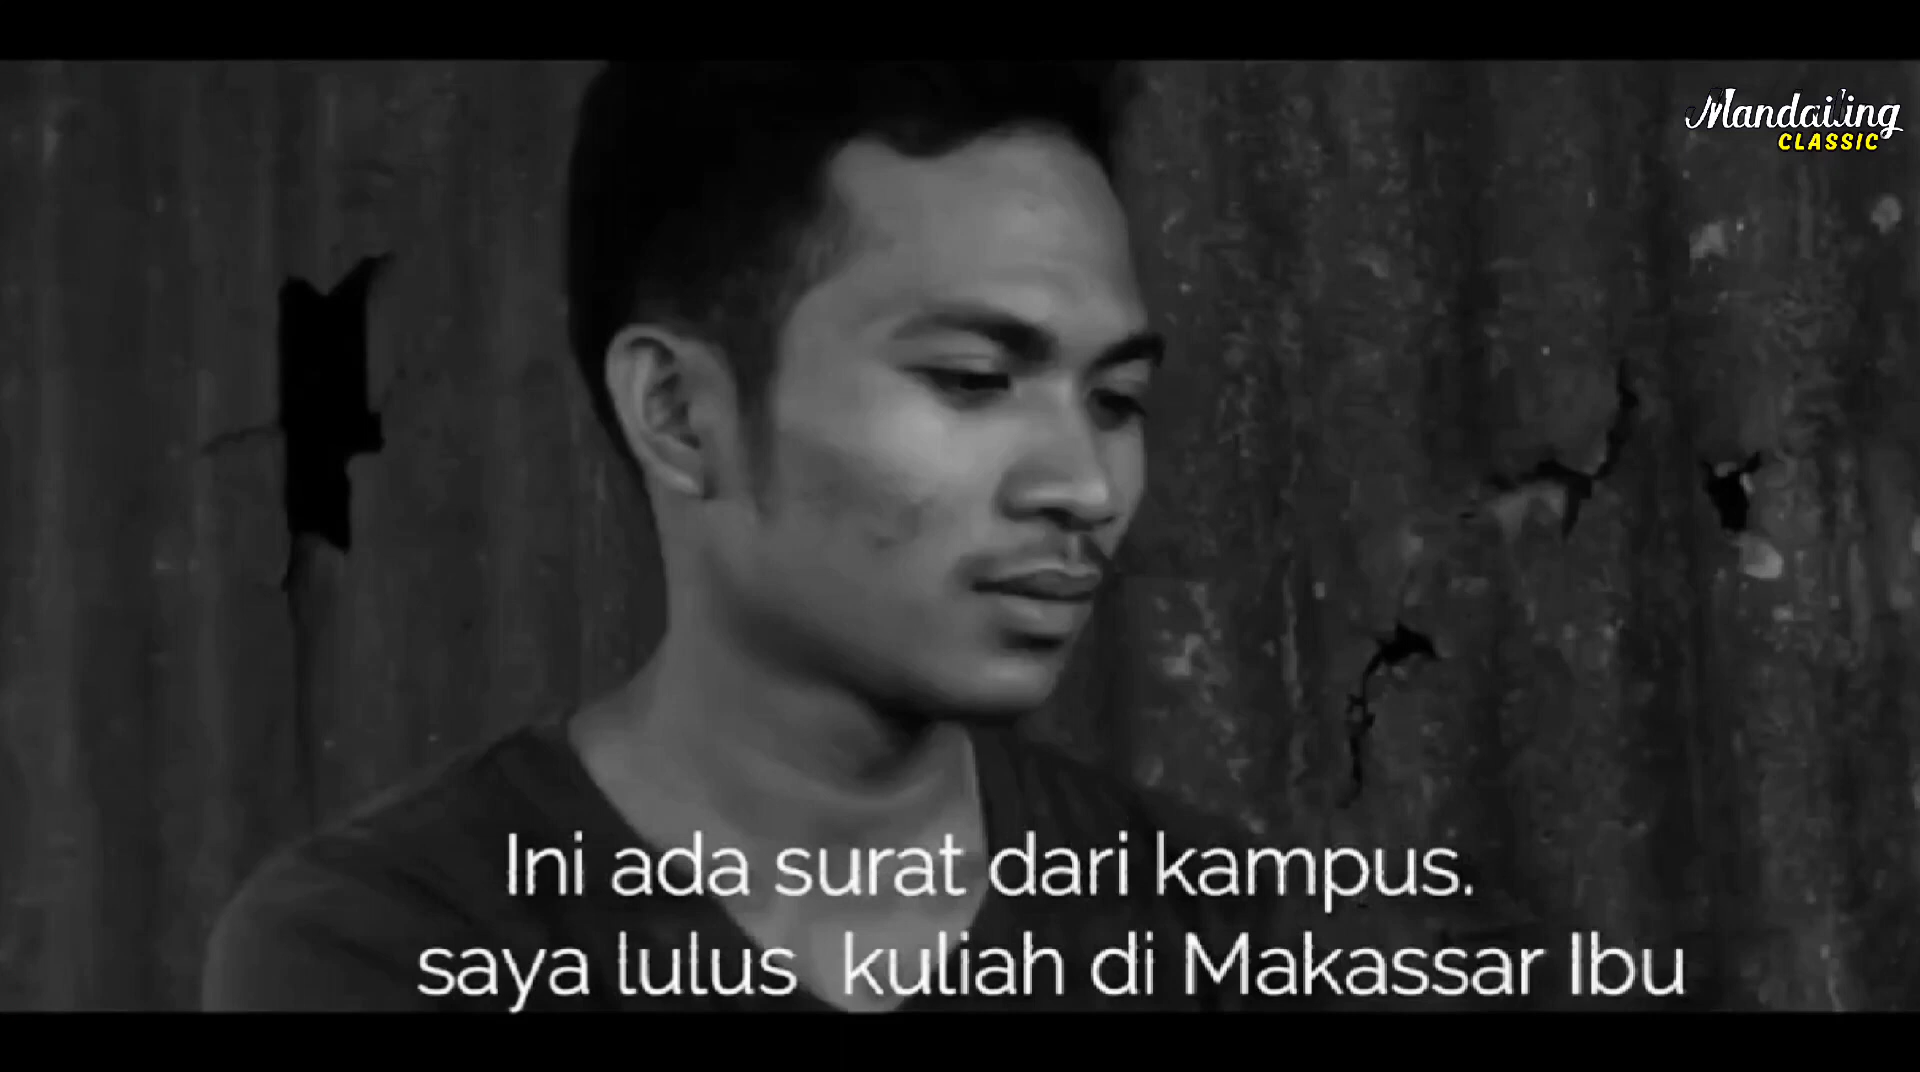 Mandailing
CLASSIC
Ini ada surat dari kampus.
saya lulus kuliah di Makassar Ibu